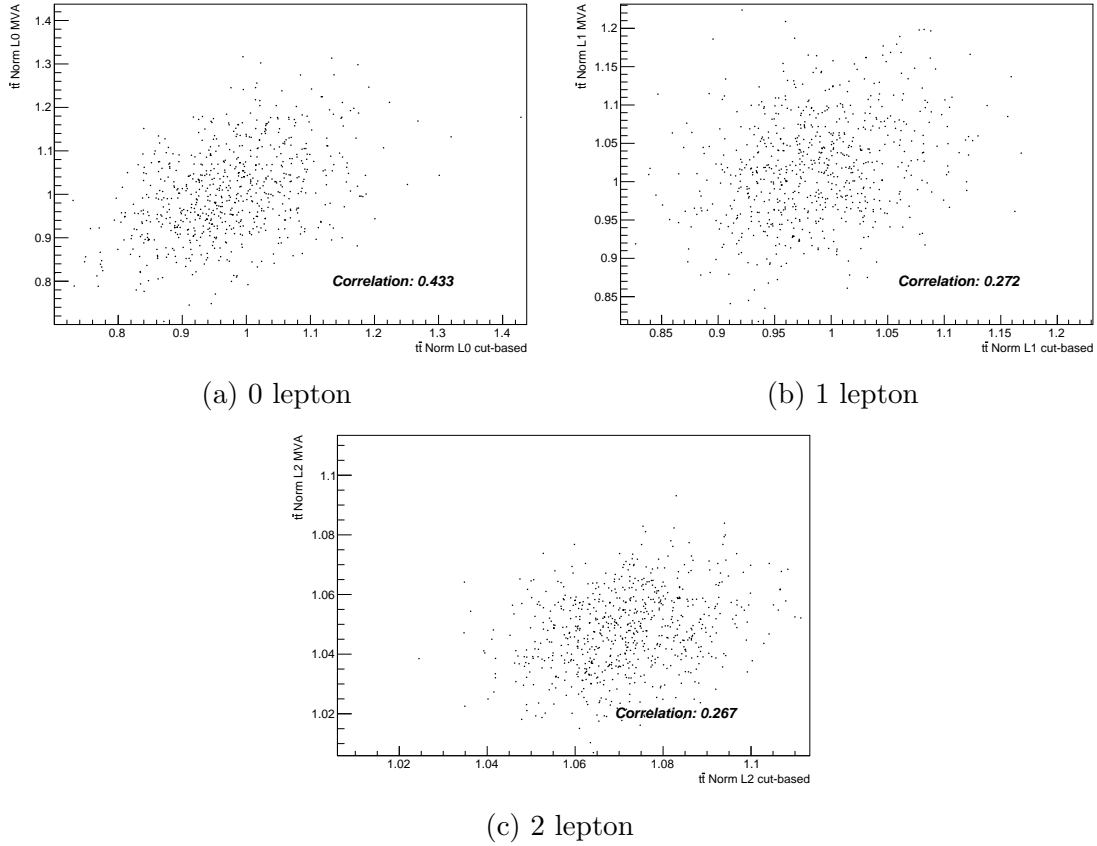 tt̄ Norm L0 MVA
1.4
1.3
1.2
1.1
1
0.9
0.8
Correlation: 0.433
0.8 0.9 1 1.1 1.2 1.3 1.4
tt̄ Norm L0 cut-based
(a) 0 lepton
tt̄ Norm L1 MVA
1.2
1.15
1.1
1.05
1
0.95
0.9
0.85
Correlation: 0.272
0.85 0.9 0.95 1 1.05 1.1 1.15 1.2
tt̄ Norm L1 cut-based
(b) 1 lepton
tt̄ Norm L2 MVA
1.1
1.08
1.06
1.04
1.02
Correlation: 0.267
1.02 1.04 1.06 1.08 1.1
tt̄ Norm L2 cut-based
(c) 2 lepton